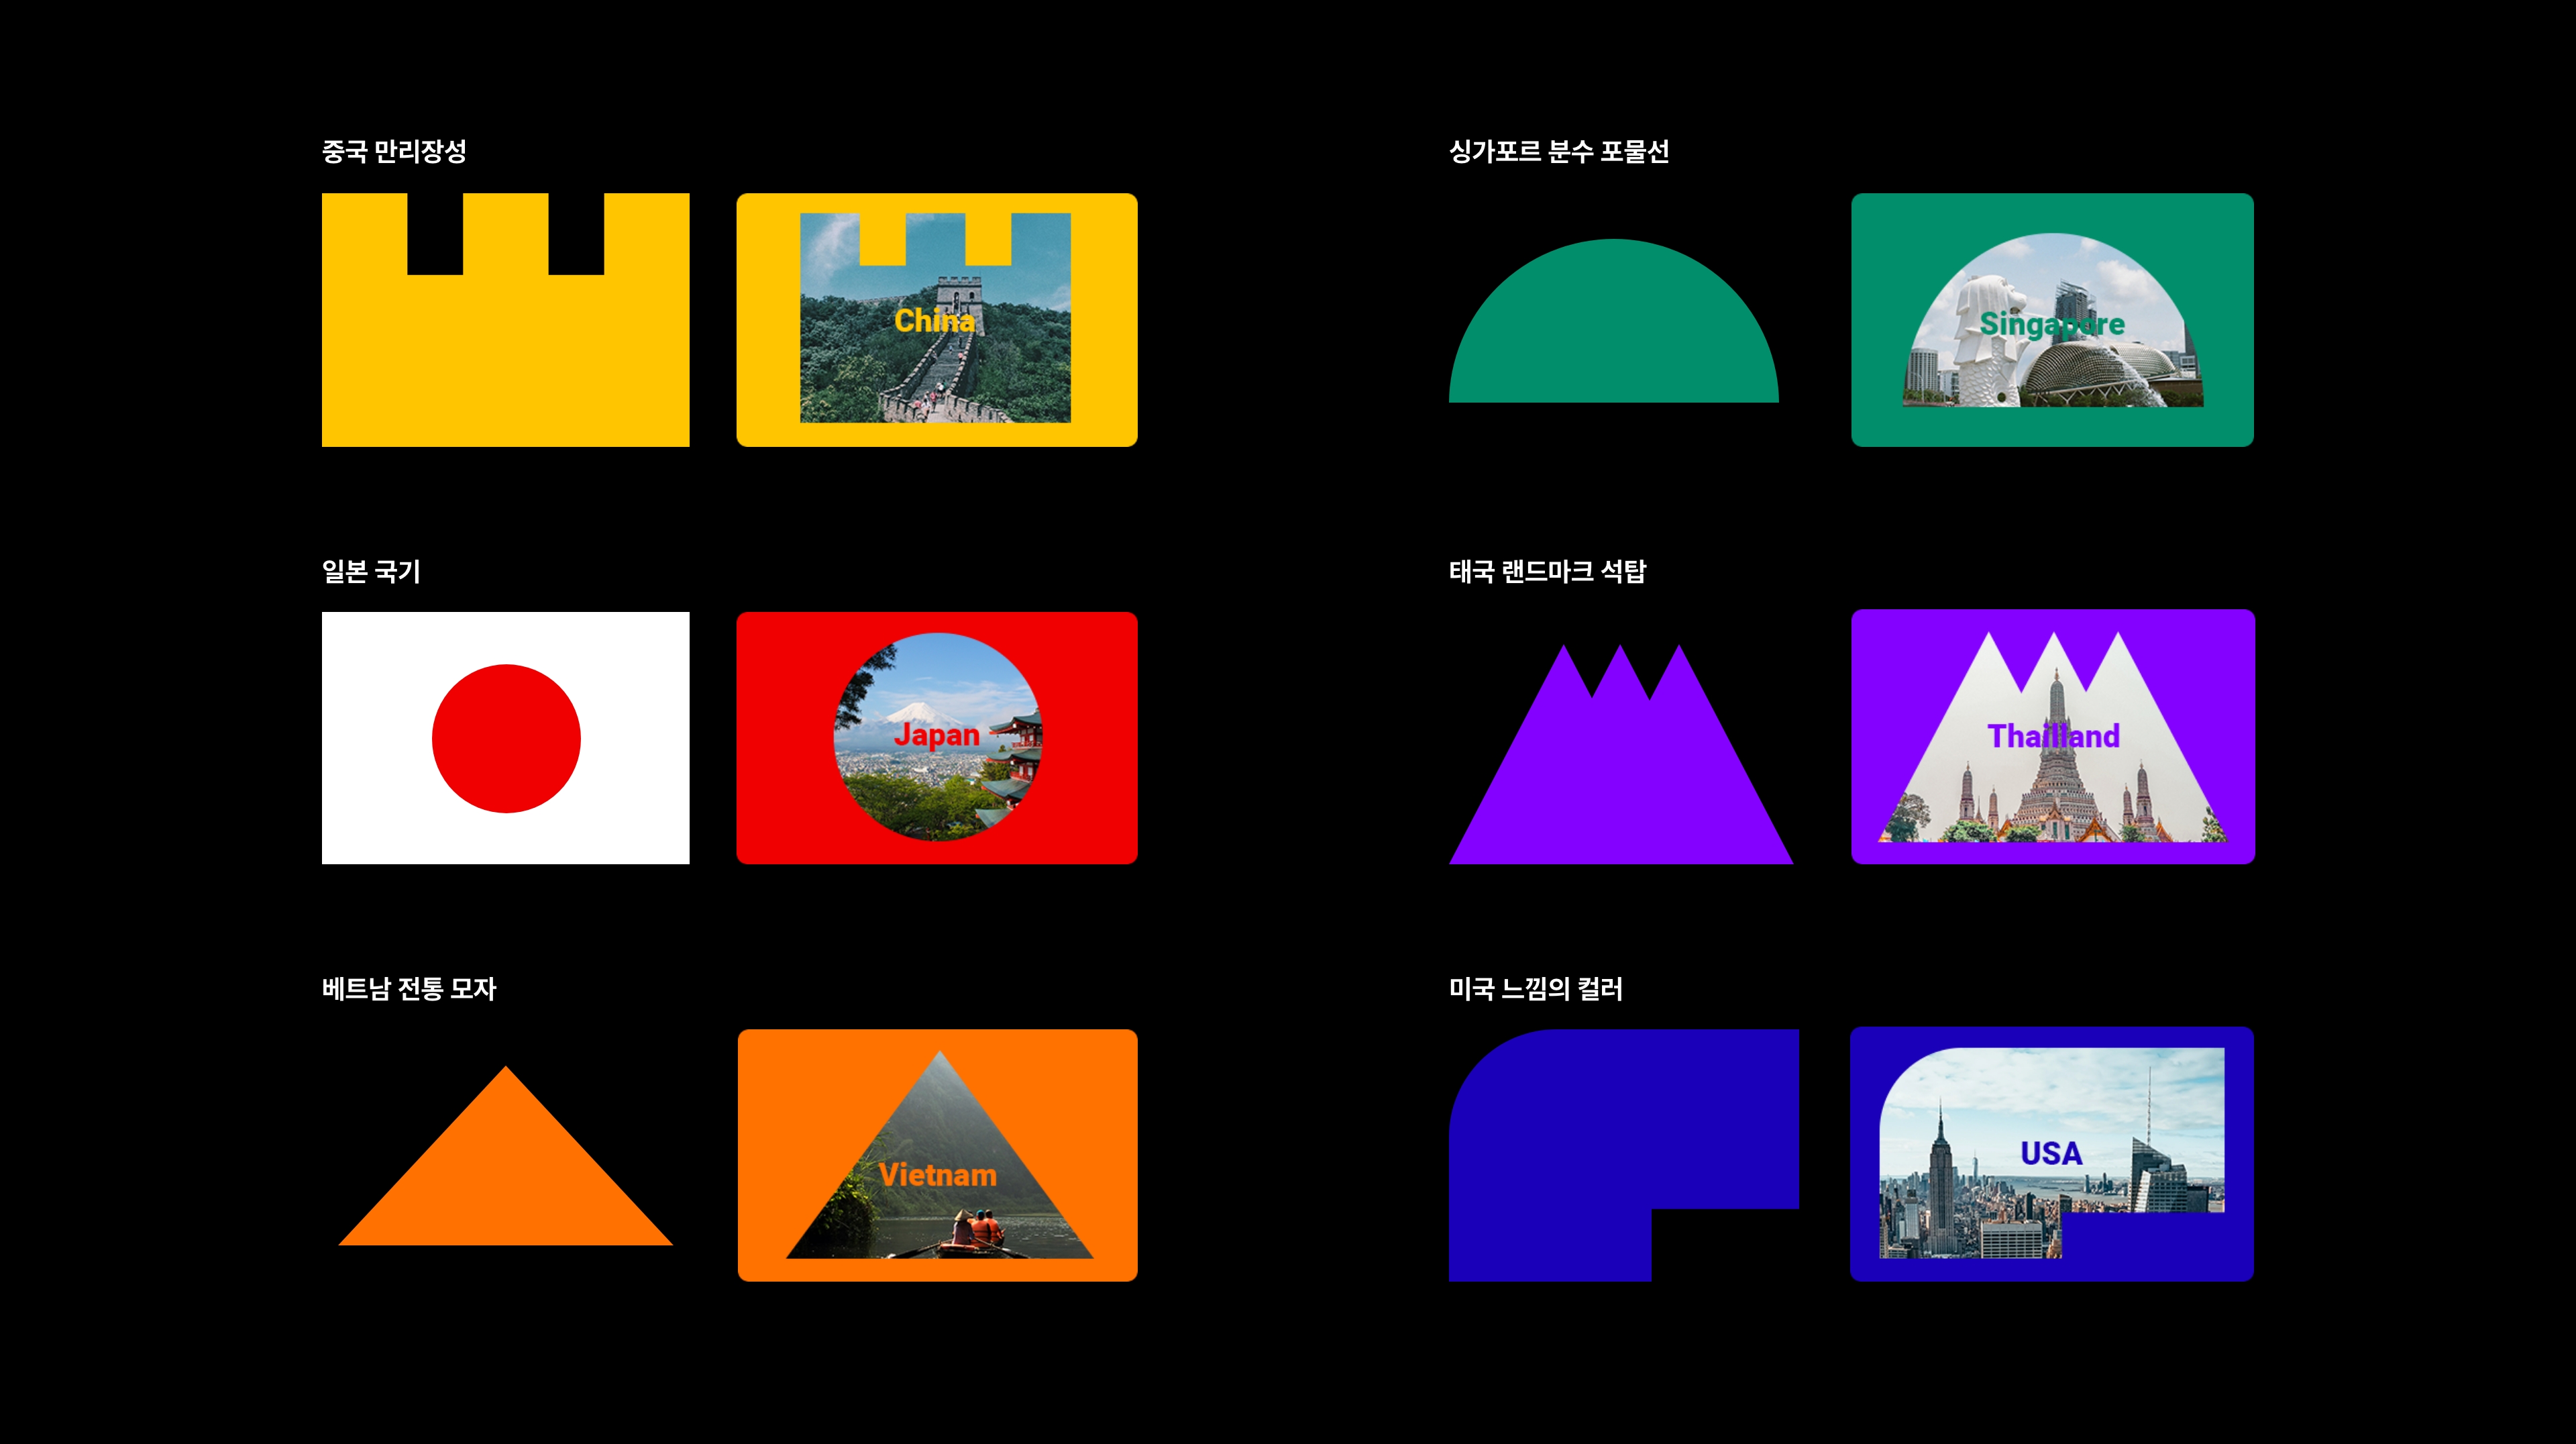 중국 만리장성
China
싱가포르 분수 포물선
Singapore
일본 국기
Japan
태국 랜드마크 석탑
Thailland
베트남 전통 모자
Vietnam
미국 느낌의 컬러
USA